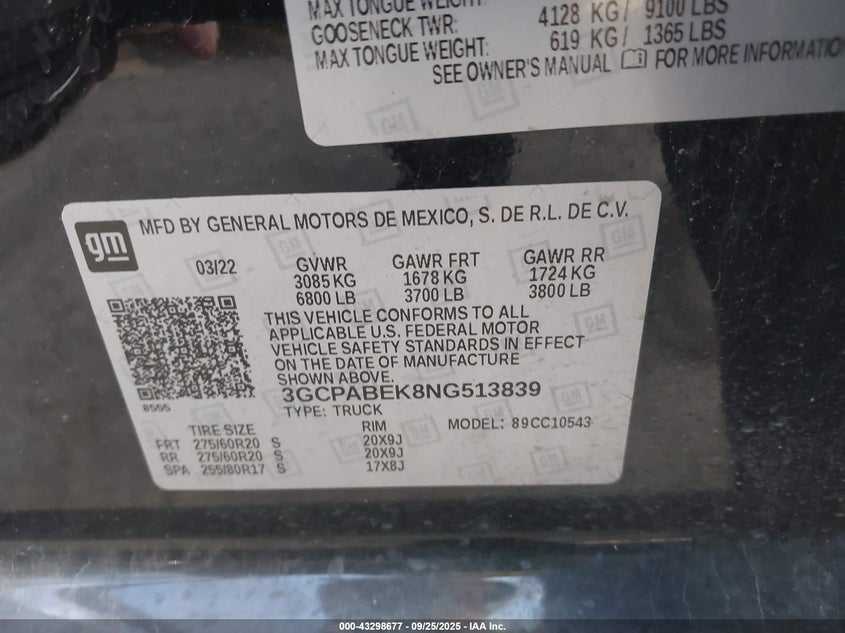 MAX TONGUE WEIGHT:
GOOSENECK TWR: 4128 KG / 9100 LBS
MAX TONGUE WEIGHT: 619 KG / 1365 LBS
SEE OWNER'S MANUAL FOR MORE INFORMATIO
gm
MFD BY GENERAL MOTORS DE MEXICO, S. DE R.L. DE C.V.
03/22 GVWR GAWR FRT GAWR RR
3085 KG 1678 KG 1724 KG
6800 LB 3700 LB 3800 LB
THIS VEHICLE CONFORMS TO ALL
APPLICABLE U.S. FEDERAL MOTOR
VEHICLE SAFETY STANDARDS IN EFFECT
ON THE DATE OF MANUFACTURE
SHOWN ABOVE.
3GCPABEK8NG513839
8555
TYPE: TRUCK
TIRE SIZE RIM MODEL: 89CC10543
FRT 275/60R20 S 20X9J
RR 275/60R20 S 20X9J
SPA 255/80R17 S 17X8J
000-43298677 - 09/25/2025 - IAA Inc.